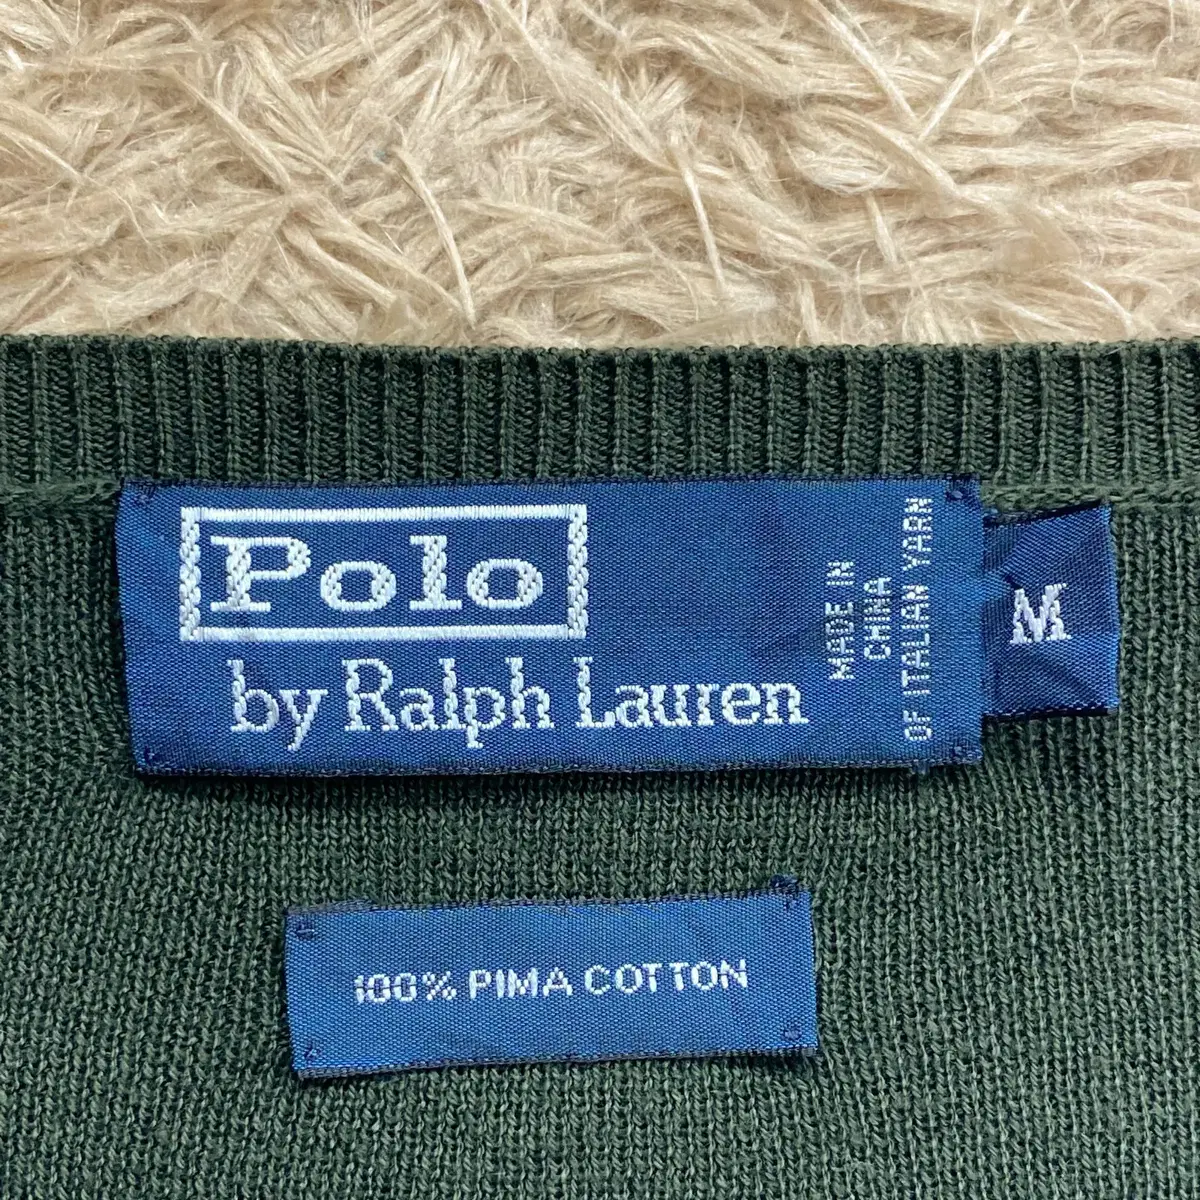 Polo
by Ralph Lauren
MADE IN
CHINA
OF ITALIAN YARN
M
100% PIMA COTTON